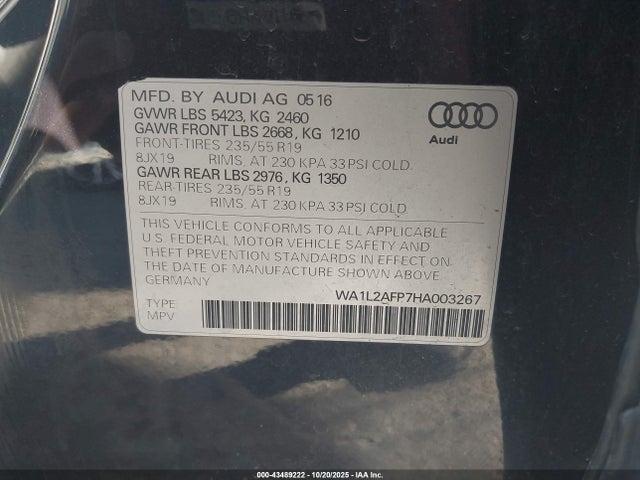 MFD. BY AUDI AG 05 16
GVWR LBS 5423, KG 2460
GAWR FRONT LBS 2668, KG 1210
FRONT-TIRES 235/55 R19
8JX19 RIMS. AT 230 KPA 33 PSI COLD.
GAWR REAR LBS 2976, KG 1350
REAR-TIRES 235/55 R19
8JX19 RIMS. AT 230 KPA 33 PSI COLD
Audi
THIS VEHICLE CONFORMS TO ALL APPLICABLE
U.S. FEDERAL MOTOR VEHICLE SAFETY AND
THEFT PREVENTION STANDARDS IN EFFECT ON
THE DATE OF MANUFACTURE SHOWN ABOVE.
GERMANY
WA1L2AFP7HA003267
TYPE
MPV
000-43489222 - 10/20/2025 - IAA Inc.